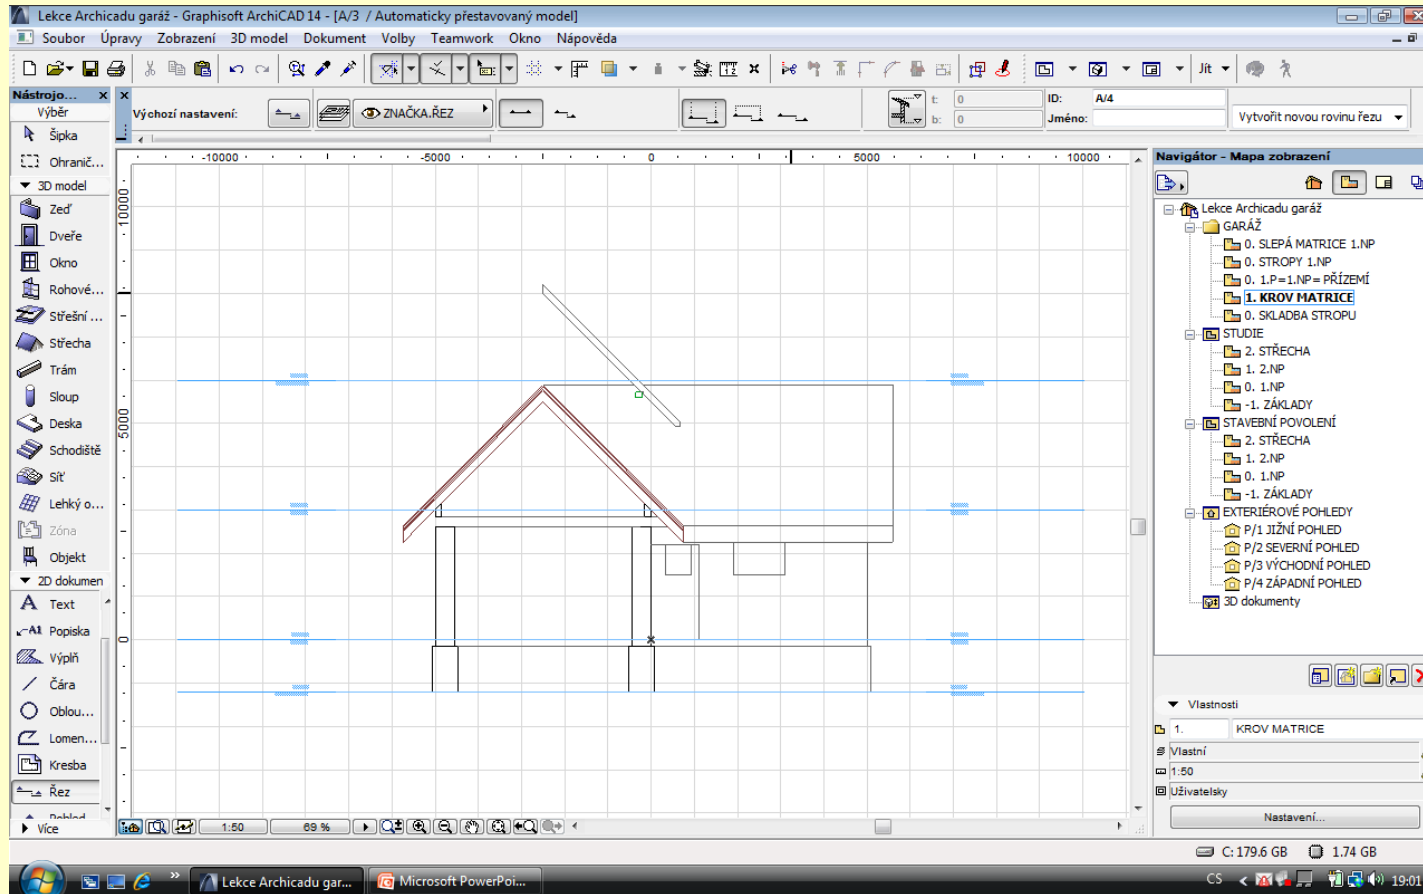 Lekce Archicadu garáž - Graphisoft ArchiCAD 14 - [A/3 / Automaticky přestavovaný model]
Soubor Úpravy Zobrazení 3D model Dokument Volby Teamwork Okno Nápověda
Jít
Nástrojo...
Výběr
Šipka
Ohranič...
3D model
Zeď
Dveře
Okno
Rohové...
Střešní ...
Střecha
Trám
Sloup
Deska
Schodiště
Síť
Lehký o...
Zóna
Objekt
2D dokumen
Text
A1 Popiska
Výplň
Čára
Oblou...
Lomen...
Kresba
Řez
Pohled
Více
Výchozí nastavení:
ZNAČKA.ŘEZ
t: 0
b: 0
ID: A/4
Jméno:
Vytvořit novou rovinu řezu
-10000 -5000 0 5000 10000
10000
5000
0
1:50 69 %
Navigátor - Mapa zobrazení
Lekce Archicadu garáž
GARÁŽ
0. SLEPÁ MATRICE 1.NP
0. STROPY 1.NP
0. 1.P=1.NP= PŘÍZEMÍ
1. KROV MATRICE
0. SKLADBA STROPU
STUDIE
2. STŘECHA
1. 2.NP
0. 1.NP
-1. ZÁKLADY
STAVEBNÍ POVOLENÍ
2. STŘECHA
1. 2.NP
0. 1.NP
-1. ZÁKLADY
EXTERIÉROVÉ POHLEDY
P/1 JIŽNÍ POHLED
P/2 SEVERNÍ POHLED
P/3 VÝCHODNÍ POHLED
P/4 ZÁPADNÍ POHLED
3D dokumenty
Vlastnosti
1. KROV MATRICE
Vlastní
1:50
Uživatelsky
Nastavení...
C: 179.6 GB 1.74 GB
Lekce Archicadu gar...
Microsoft PowerPoi...
CS
19:01